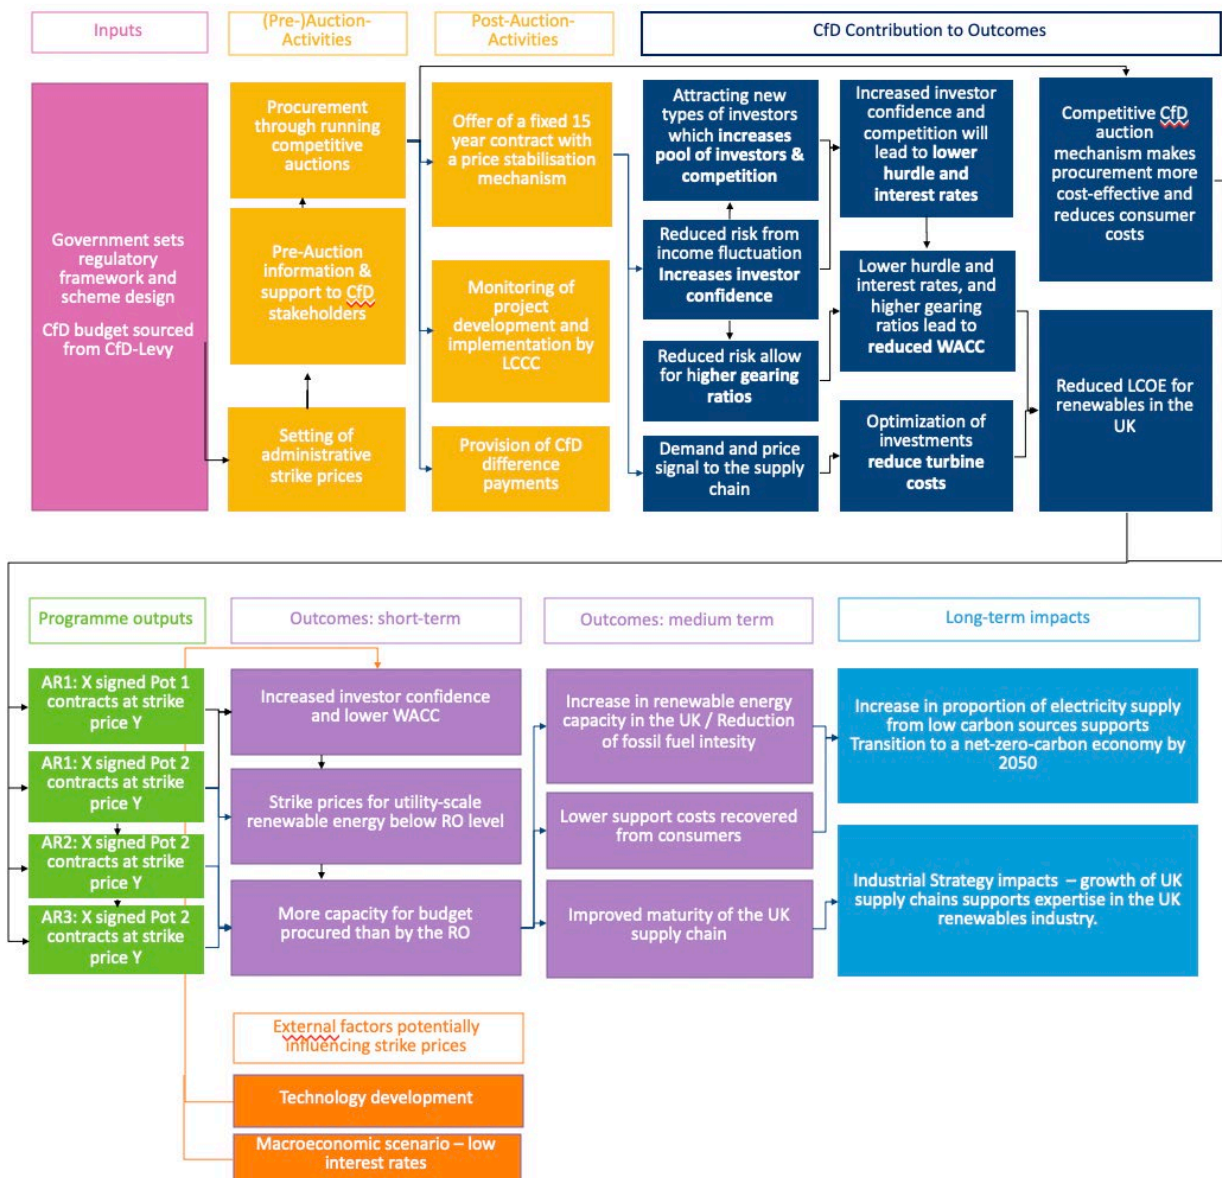 Inputs
(Pre-)Auction-
Activities
Post-Auction-
Activities
CfD Contribution to Outcomes
Government sets
regulatory
framework and
scheme design
CfD budget sourced
from CfD-Levy
Procurement
through running
competitive
auctions
Pre-Auction
information &
support to CfD
stakeholders
Setting of
administrative
strike prices
Offer of a fixed 15
year contract with
a price stabilisation
mechanism
Monitoring of
project
development and
implementation by
LCCC
Provision of CfD
difference
payments
Attracting new
types of investors
which increases
pool of investors &
competition
Reduced risk from
income fluctuation
Increases investor
confidence
Reduced risk allow
for higher gearing
ratios
Demand and price
signal to the supply
chain
Increased investor
confidence and
competition will
lead to lower
hurdle and
interest rates
Lower hurdle and
interest rates, and
higher gearing
ratios lead to
reduced WACC
Optimization of
investments
reduce turbine
costs
Competitive CfD
auction
mechanism makes
procurement more
cost-effective and
reduces consumer
costs
Reduced LCOE for
renewables in the
UK
Programme outputs
Outcomes: short-term
Outcomes: medium term
Long-term impacts
AR1: X signed Pot 1
contracts at strike
price Y
AR1: X signed Pot 2
contracts at strike
price Y
AR2: X signed Pot 2
contracts at strike
price Y
AR3: X signed Pot 2
contracts at strike
price Y
Increased investor confidence
and lower WACC
Strike prices for utility-scale
renewable energy below RO level
More capacity for budget
procured than by the RO
Increase in renewable energy
capacity in the UK / Reduction
of fossil fuel intesity
Lower support costs recovered
from consumers
Improved maturity of the UK
supply chain
Increase in proportion of electricity supply
from low carbon sources supports
Transition to a net-zero-carbon economy by
2050
Industrial Strategy impacts – growth of UK
supply chains supports expertise in the UK
renewables industry.
External factors potentially
influencing strike prices
Technology development
Macroeconomic scenario – low
interest rates